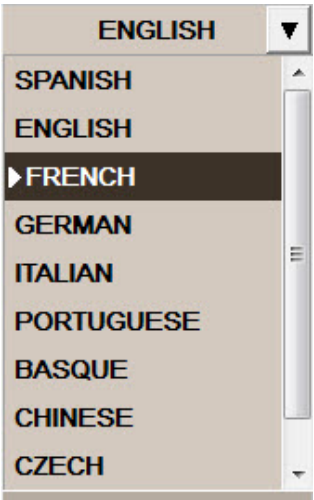 ENGLISH
SPANISH
ENGLISH
FRENCH
GERMAN
ITALIAN
PORTUGUESE
BASQUE
CHINESE
CZECH